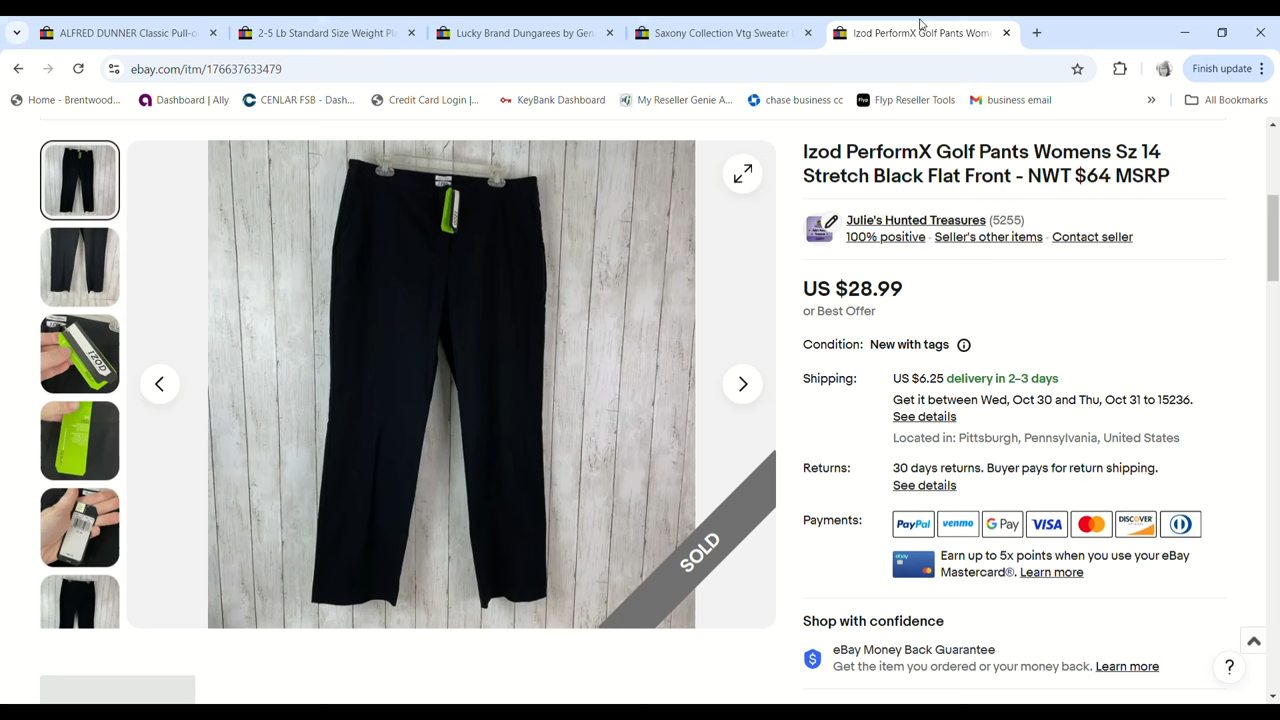 ALFRED DUNNER Classic Pull-o
2-5 Lb Standard Size Weight Pl
Lucky Brand Dungarees by Gen
Saxony Collection Vtg Sweater
Izod PerformX Golf Pants Wom
ebay.com/itm/176637633479
Finish update
Home - Brentwood...
Dashboard | Ally
CENLAR FSB - Dash...
Credit Card Login |...
KeyBank Dashboard
My Reseller Genie A...
chase business cc
Flyp Reseller Tools
business email
»
All Bookmarks
Izod PerformX Golf Pants Womens Sz 14
Stretch Black Flat Front - NWT $64 MSRP
Julie's Hunted Treasures (5255)
100% positive · Seller's other items · Contact seller
US $28.99
or Best Offer
Condition: New with tags
Shipping: US $6.25 delivery in 2–3 days
Get it between Wed, Oct 30 and Thu, Oct 31 to 15236.
See details
Located in: Pittsburgh, Pennsylvania, United States
Returns: 30 days returns. Buyer pays for return shipping.
See details
Payments: PayPal venmo G Pay VISA DISCOVER
ebay
Earn up to 5x points when you use your eBay
Mastercard®. Learn more
Shop with confidence
eBay Money Back Guarantee
Get the item you ordered or your money back. Learn more
?
SOLD
IZOD